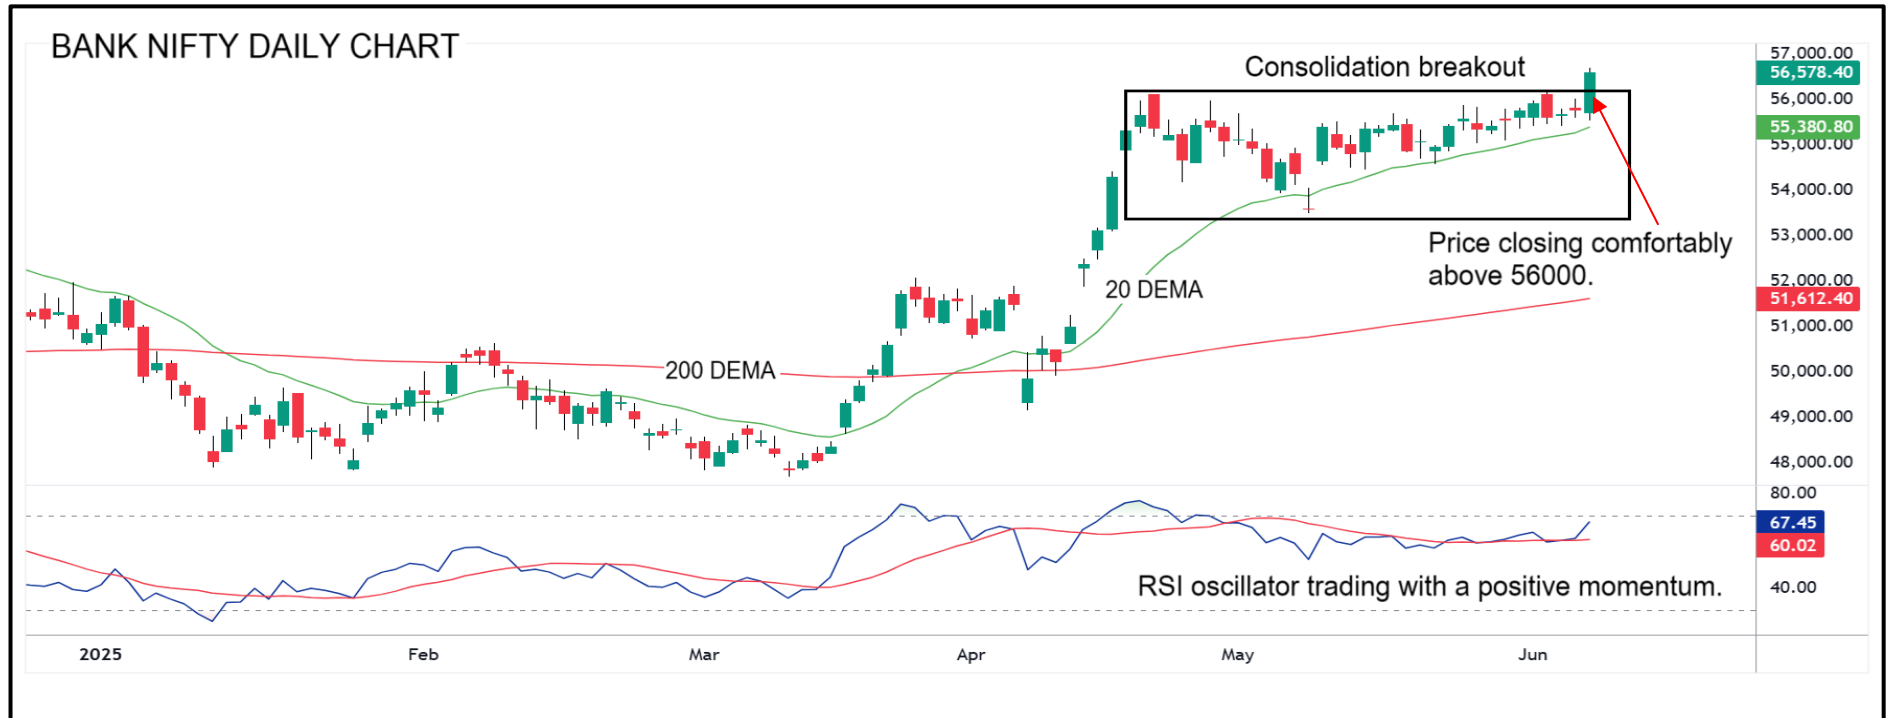 BANK NIFTY DAILY CHART
Consolidation breakout
57,000.00
56,578.40
56,000.00
55,380.80
55,000.00
54,000.00
53,000.00
Price closing comfortably
above 56000.
52,000.00
20 DEMA
51,612.40
51,000.00
200 DEMA
50,000.00
49,000.00
48,000.00
80.00
67.45
60.02
RSI oscillator trading with a positive momentum.
40.00
2025
Feb
Mar
Apr
May
Jun